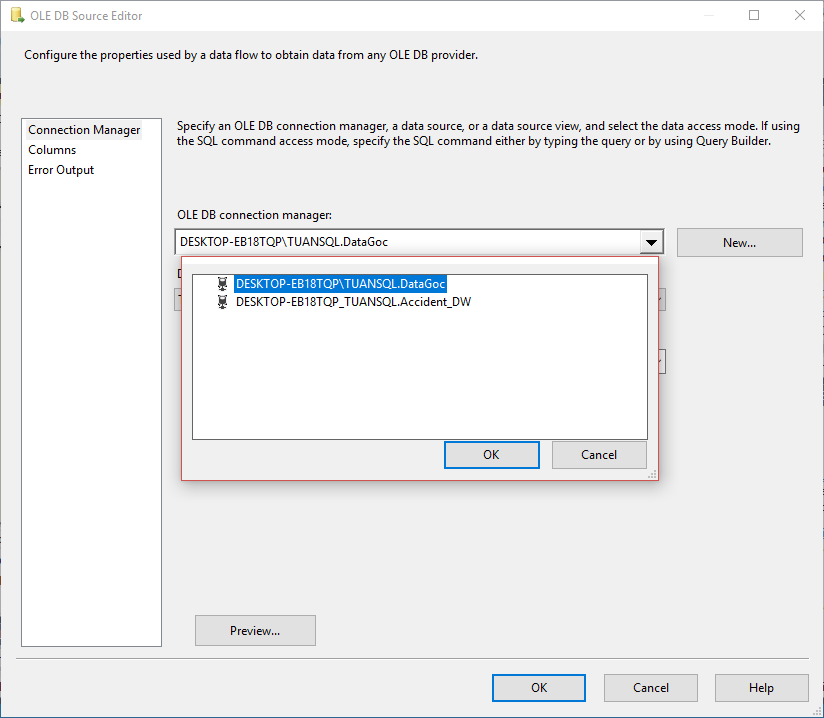 OLE DB Source Editor
Configure the properties used by a data flow to obtain data from any OLE DB provider.
Connection Manager
Columns
Error Output
Specify an OLE DB connection manager, a data source, or a data source view, and select the data access mode. If using
the SQL command access mode, specify the SQL command either by typing the query or by using Query Builder.
OLE DB connection manager:
DESKTOP-EB18TQP\TUANSQL.DataGoc
New...
DESKTOP-EB18TQP\TUANSQL.DataGoc
DESKTOP-EB18TQP_TUANSQL.Accident_DW
OK
Cancel
Preview...
OK
Cancel
Help